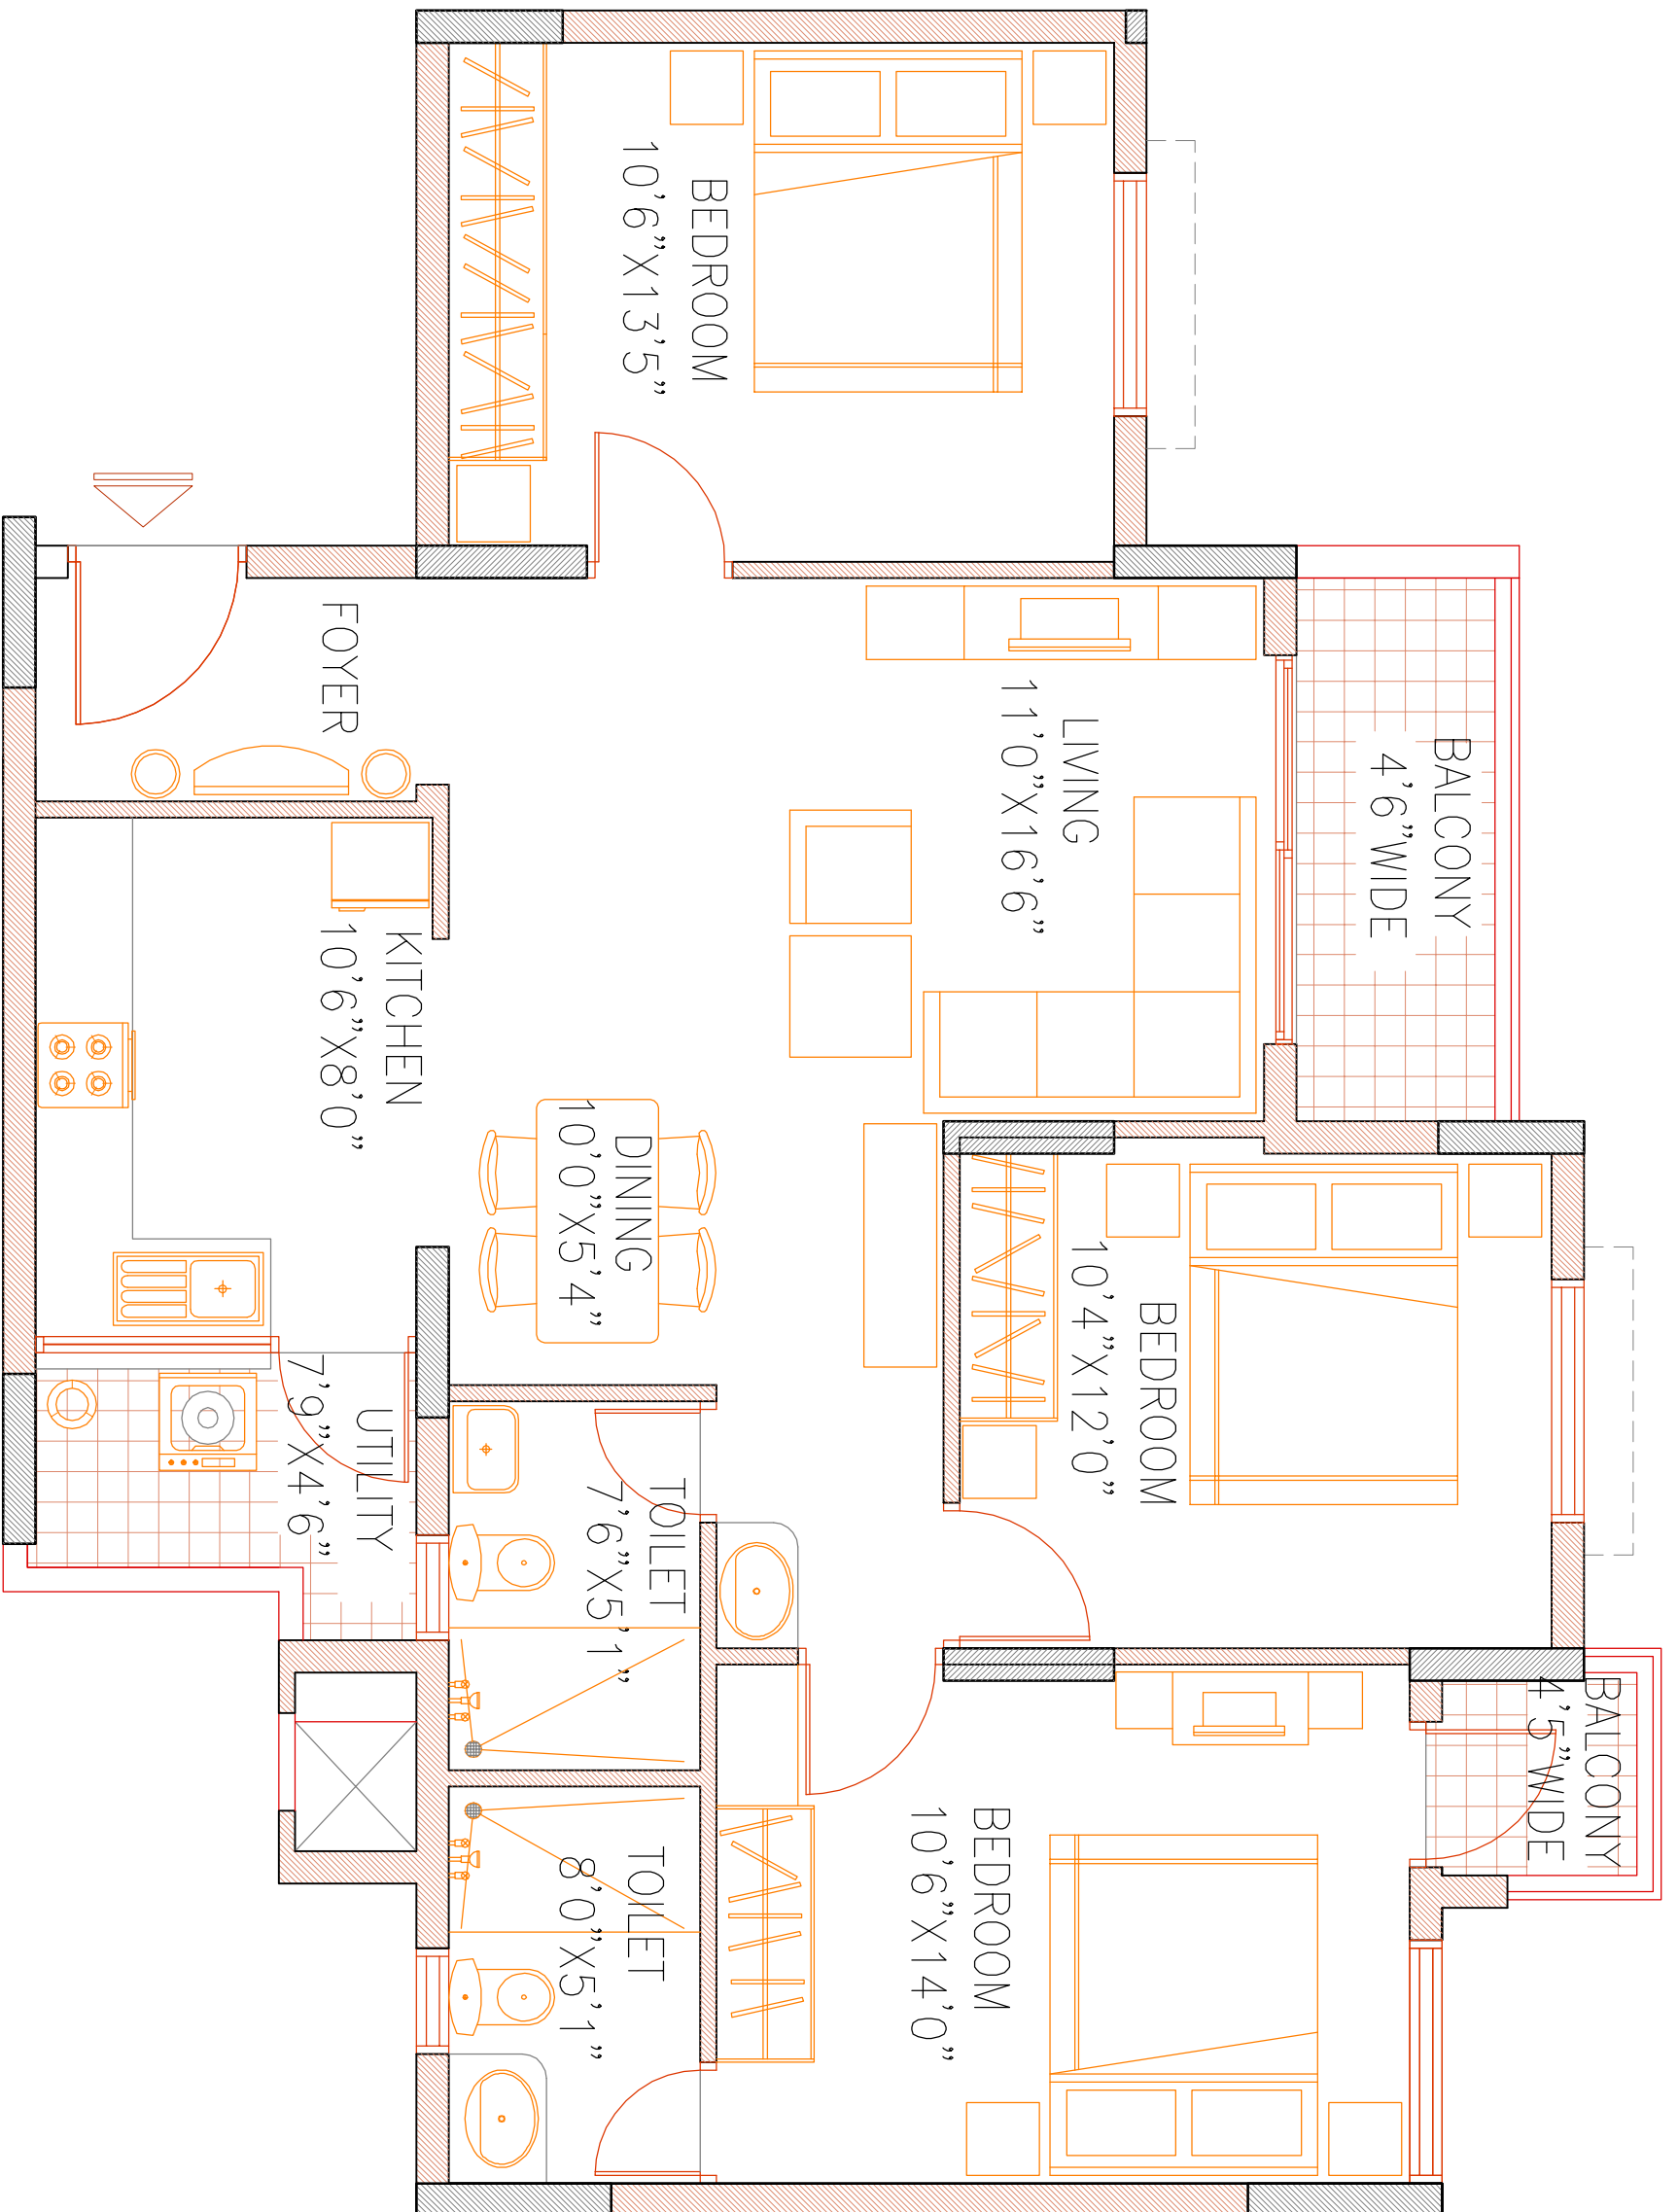 BEDROOM
10'6"X13'5"
FOYER
LIVING
11'0"X16'6"
BALCONY
4'6"WIDE
KITCHEN
10'6"X8'0"
DINING
10'0"X5'4"
BEDROOM
10'4"X12'0"
UTILITY
7'9"X4'6"
TOILET
7'6"X5'1"
BALCONY
4'5"WIDE
BEDROOM
10'6"X14'0"
TOILET
8'0"X5'1"